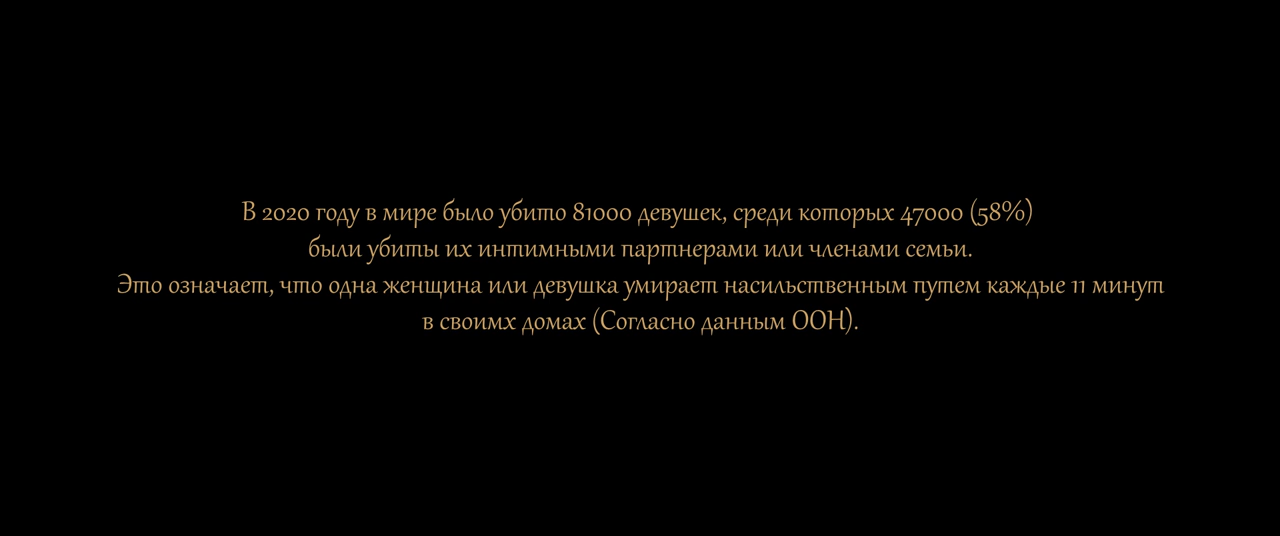 В 2020 году в мире было убито 81000 девушек, среди которых 47000 (58%)
были убиты их интимными партнерами или членами семьи.
Это означает, что одна женщина или девушка умирает насильственным путем каждые 11 минут
в своимх домах (Согласно данным ООН).